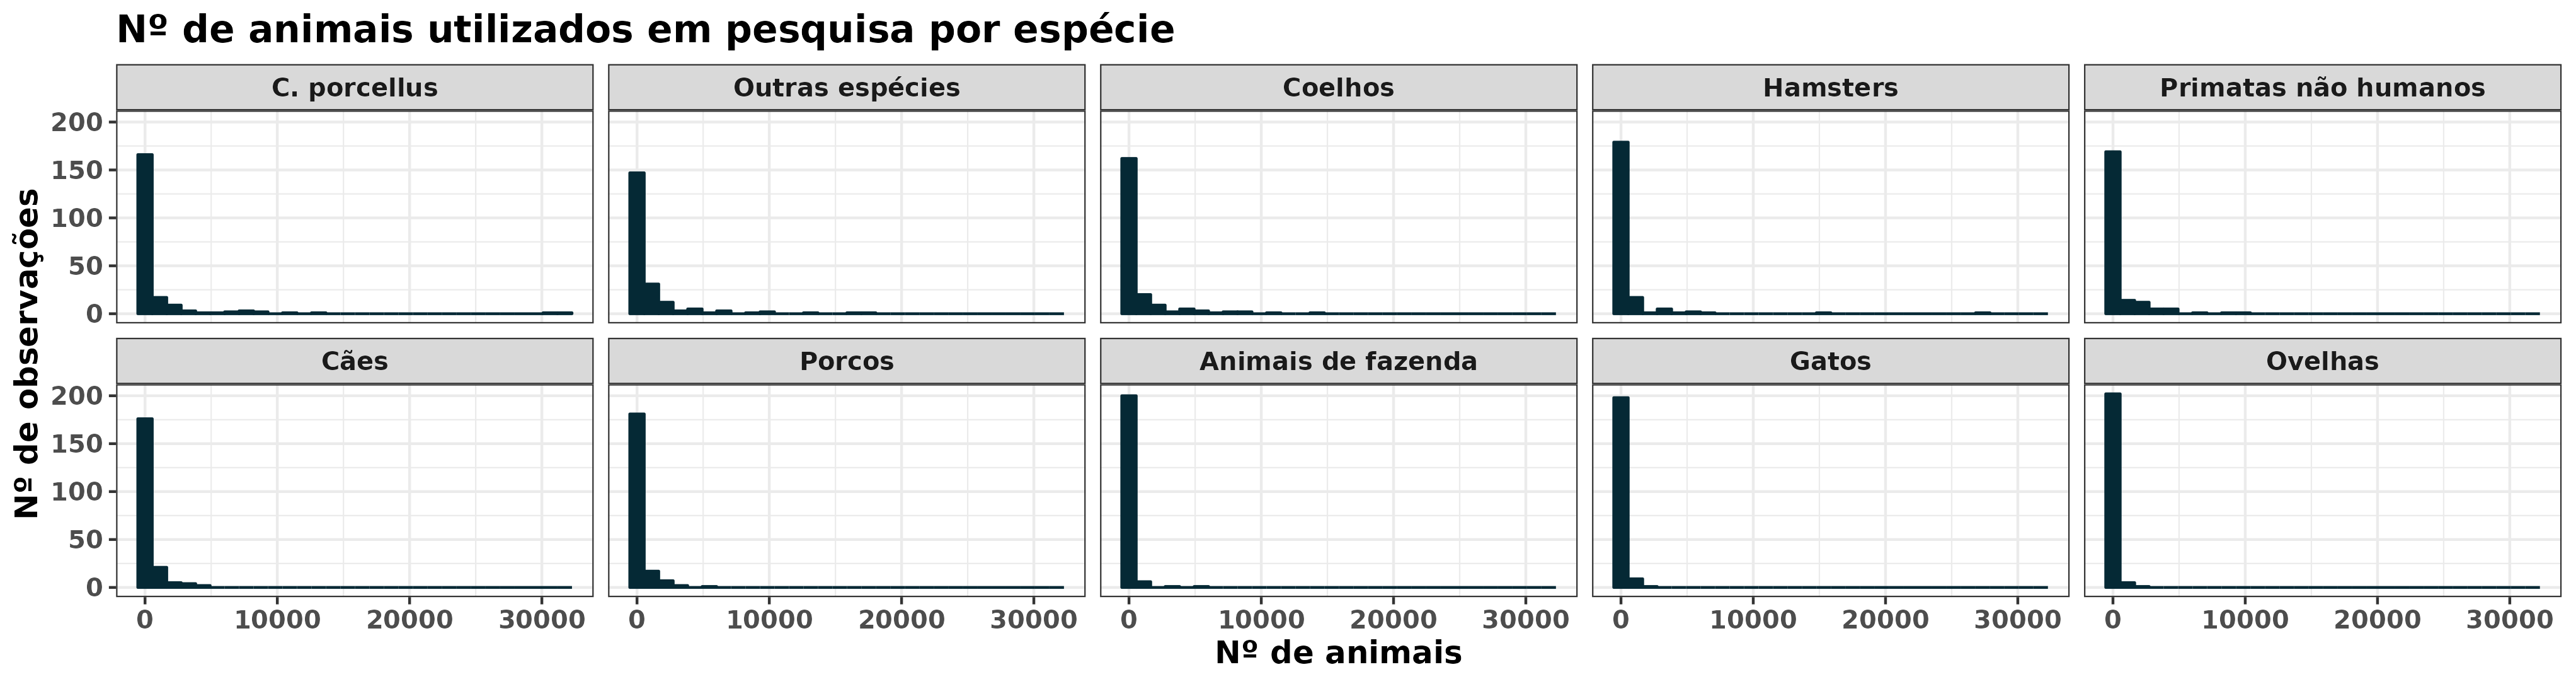 Nº de animais utilizados em pesquisa por espécie
C. porcellus
Outras espécies
Coelhos
Hamsters
Primatas não humanos
200
150
100
50
0
Cães
Porcos
Animais de fazenda
Gatos
Ovelhas
200
150
100
50
0
Nº de observações
0 10000 20000 30000
0 10000 20000 30000
0 10000 20000 30000
0 10000 20000 30000
0 10000 20000 30000
Nº de animais